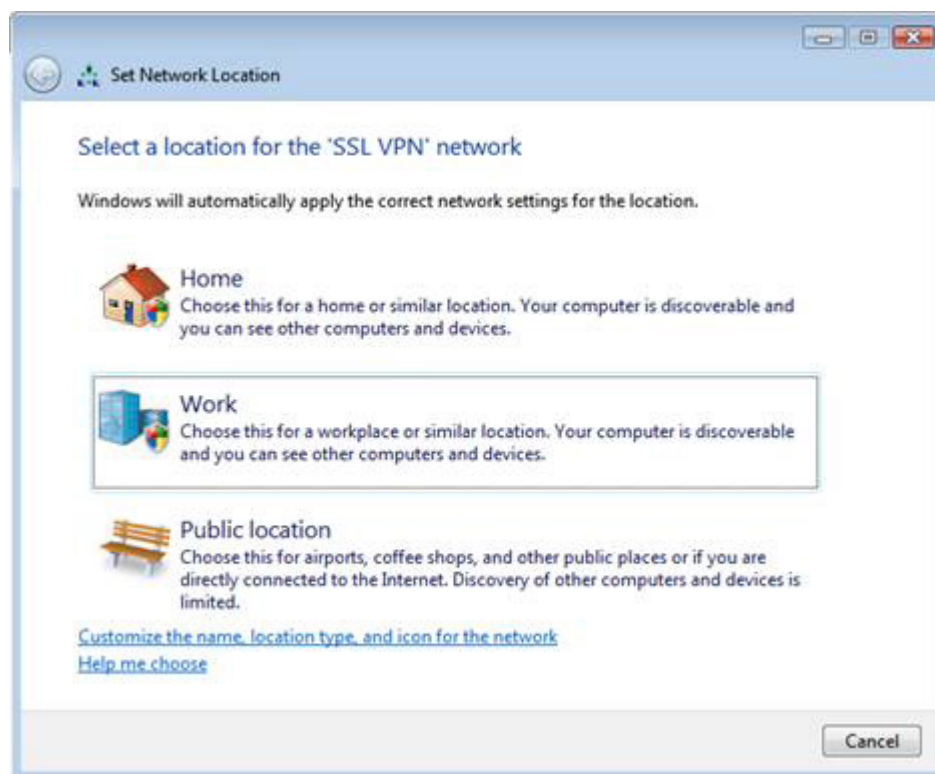 Set Network Location
Select a location for the 'SSL VPN' network
Windows will automatically apply the correct network settings for the location.
Home
Choose this for a home or similar location. Your computer is discoverable and
you can see other computers and devices.
Work
Choose this for a workplace or similar location. Your computer is discoverable
and you can see other computers and devices.
Public location
Choose this for airports, coffee shops, and other public places or if you are
directly connected to the Internet. Discovery of other computers and devices is
limited.
Customize the name, location type, and icon for the network
Help me choose
Cancel